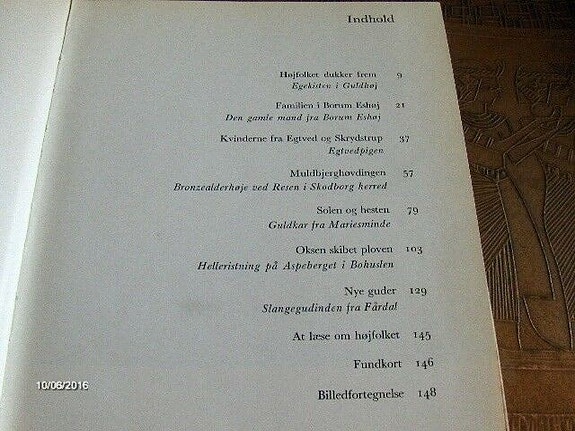 Indhold
Højfolket dukker frem 9
Egekisten i Guldhøj
Familien i Borum Eshøj 21
Den gamle mand fra Borum Eshøj
Kvinderne fra Egtved og Skrydstrup 37
Egtvedpigen
Muldbjerghøvdingen 57
Bronzealderhøje ved Resen i Skodborg herred
Solen og hesten 79
Guldkar fra Mariesminde
Oksen skibet ploven 103
Helleristning på Aspeberget i Bohuslen
Nye guder 129
Slangegudinden fra Fårdal
At læse om højfolket 145
Fundkort 146
Billedfortegnelse 148
10/06/2016